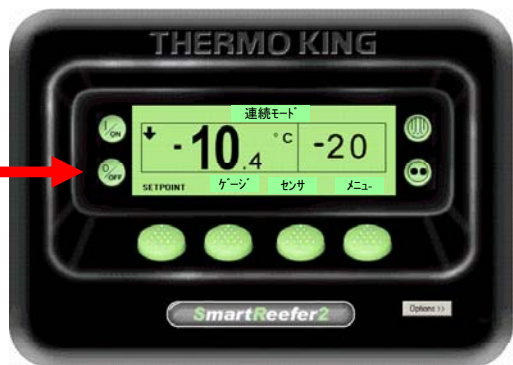 THERMO KING
連続モード
I/ON
-10.4 °C -20
O/OFF
SETPOINT ゲージ センサ メニュー
SmartReefer2
Options >>